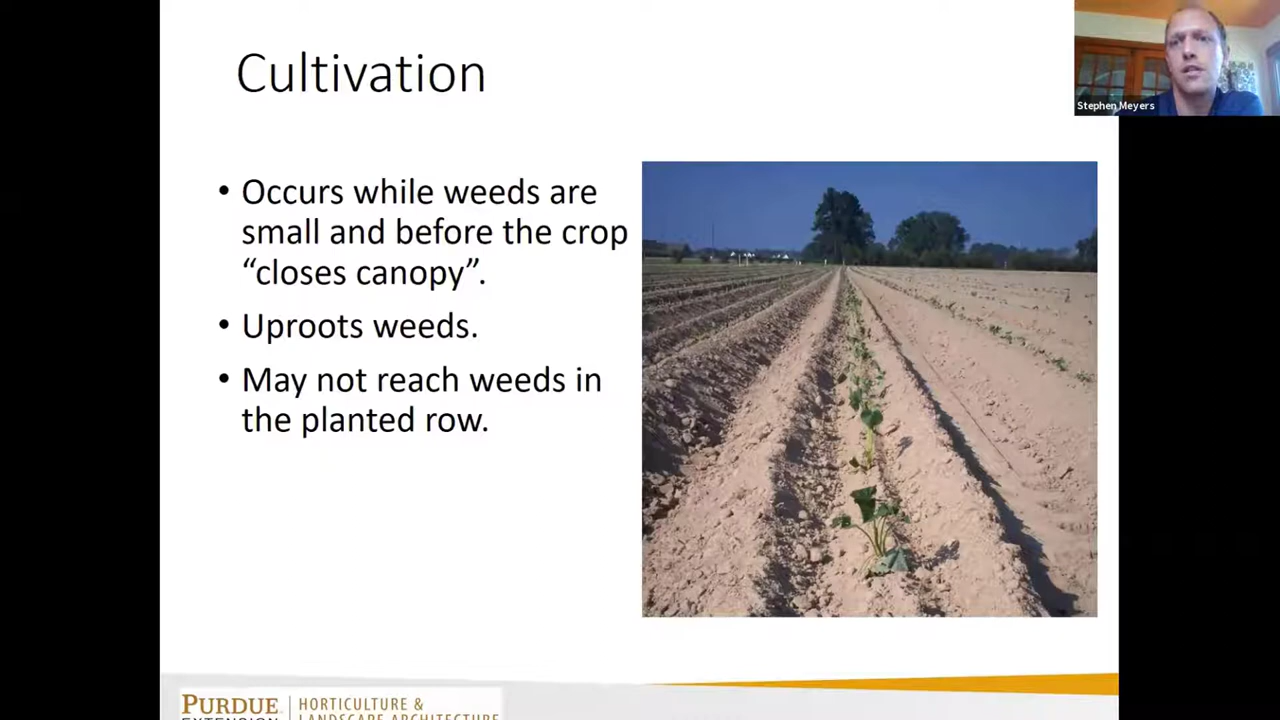 Cultivation
Stephen Meyers
• Occurs while weeds are
small and before the crop
“closes canopy”.
• Uproots weeds.
• May not reach weeds in
the planted row.
PURDUE
EXTENSION
HORTICULTURE &
LANDSCAPE ARCHITECTURE